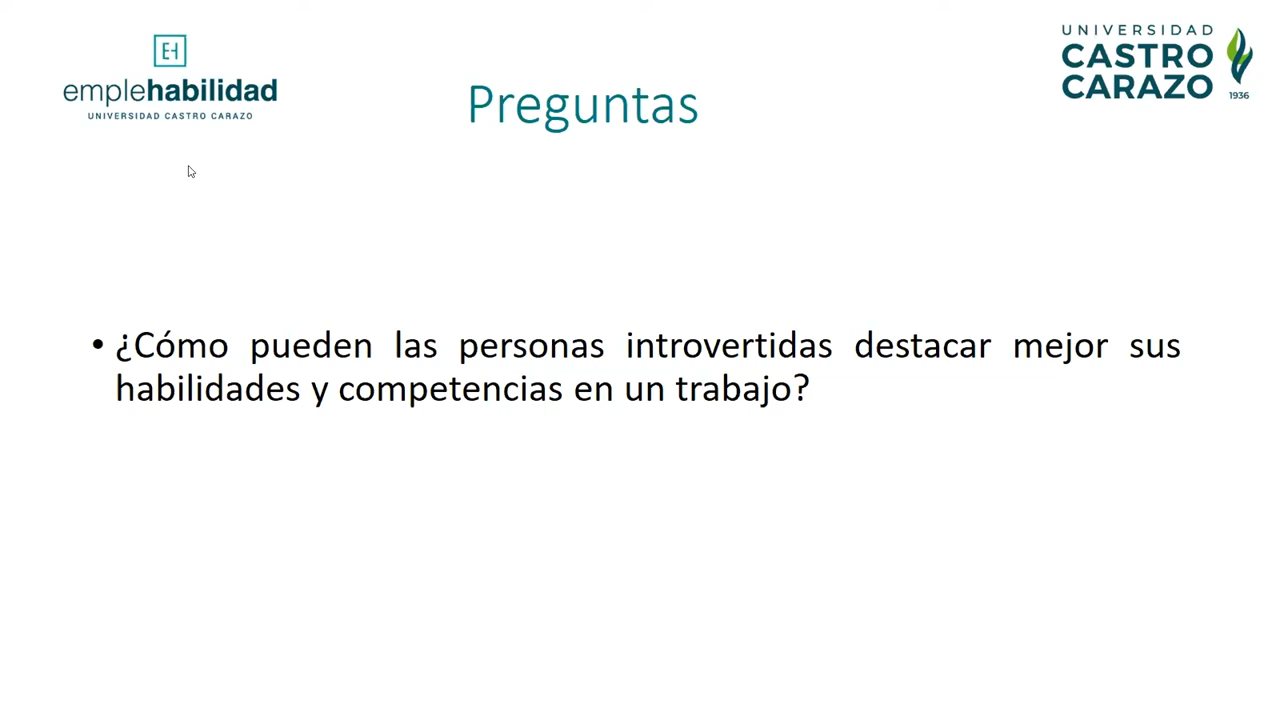 EH
emplehabilidad
UNIVERSIDAD CASTRO CARAZO
Preguntas
UNIVERSIDAD
CASTRO
CARAZO
1936
• ¿Cómo pueden las personas introvertidas destacar mejor sus
habilidades y competencias en un trabajo?